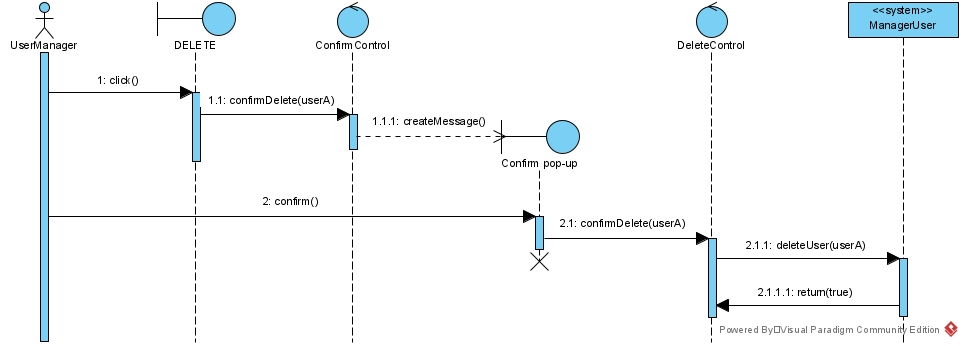 UserManager
DELETE
ConfirmControl
DeleteControl
<<system>>
ManagerUser
1: click()
1.1: confirmDelete(userA)
1.1.1: createMessage()
Confirm pop-up
2: confirm()
2.1: confirmDelete(userA)
2.1.1: deleteUser(userA)
2.1.1.1: return(true)
Powered By Visual Paradigm Community Edition